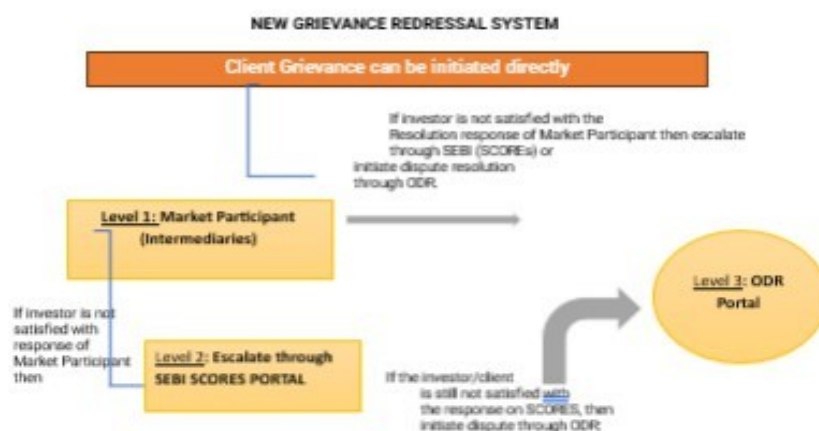 NEW GRIEVANCE REDRESSAL SYSTEM
Client Grievance can be initiated directly
If investor is not satisfied with the
Resolution response of Market Participant then escalate
through SEBI (SCOREs) or
initiate dispute resolution
through ODR.
Level 1: Market Participant
(Intermediaries)
Level 3: ODR
Portal
If investor is not
satisfied with
response of
Market Participant
then
Level 2: Escalate through
SEBI SCORES PORTAL
If the investor/client
is still not satisfied with
the response on SCORES, then
initiate dispute through ODR